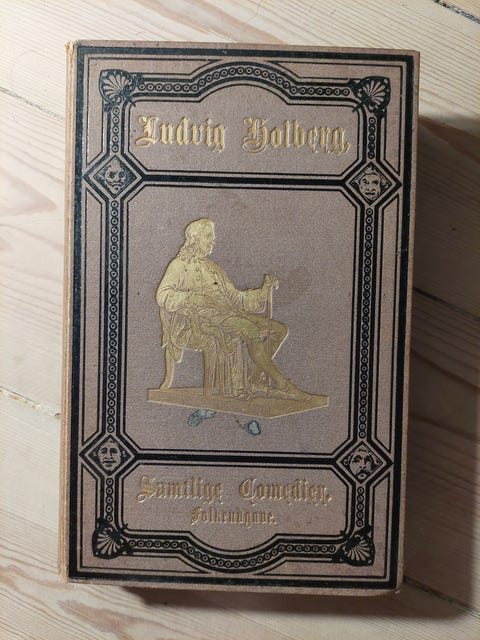 Ludvig Holberg,
Samtlige Comedier.
Folkeudgave.